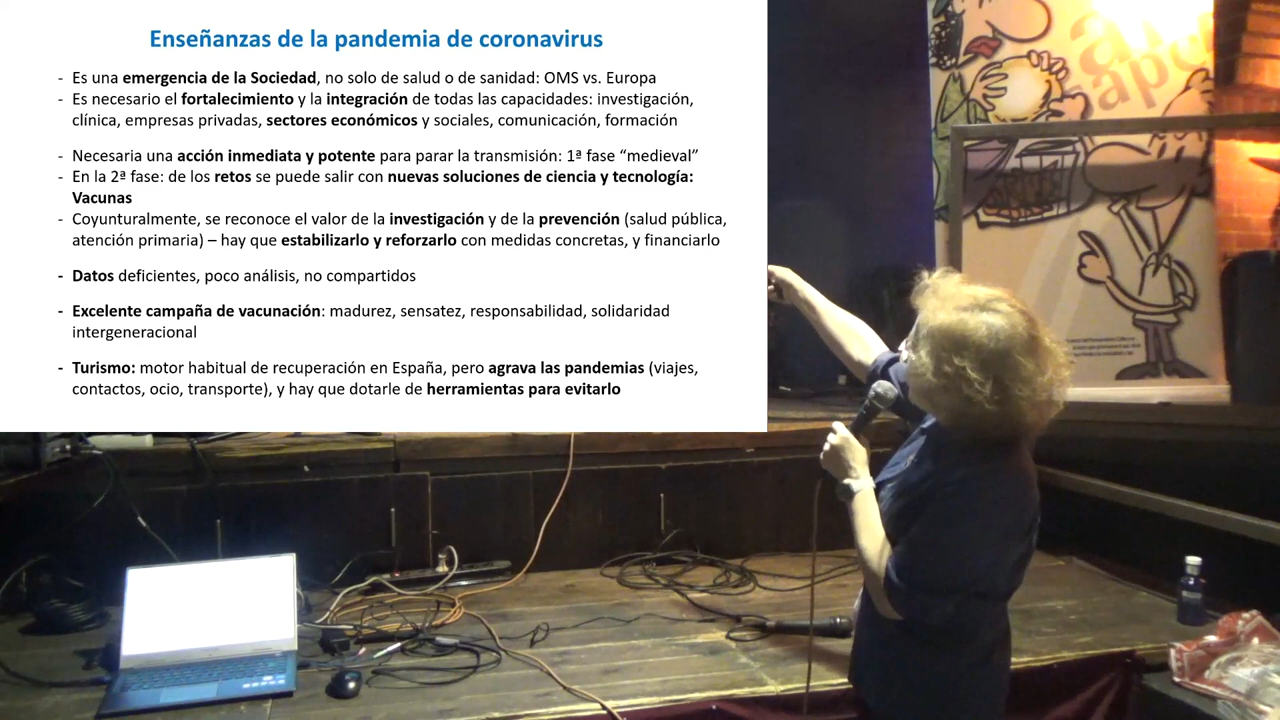 Enseñanzas de la pandemia de coronavirus
- Es una emergencia de la Sociedad, no solo de salud o de sanidad: OMS vs. Europa
- Es necesario el fortalecimiento y la integración de todas las capacidades: investigación,
clínica, empresas privadas, sectores económicos y sociales, comunicación, formación
- Necesaria una acción inmediata y potente para parar la transmisión: 1ª fase “medieval”
- En la 2ª fase: de los retos se puede salir con nuevas soluciones de ciencia y tecnología:
Vacunas
- Coyunturalmente, se reconoce el valor de la investigación y de la prevención (salud pública,
atención primaria) – hay que estabilizarlo y reforzarlo con medidas concretas, y financiarlo
- Datos deficientes, poco análisis, no compartidos
- Excelente campaña de vacunación: madurez, sensatez, responsabilidad, solidaridad
intergeneracional
- Turismo: motor habitual de recuperación en España, pero agrava las pandemias (viajes,
contactos, ocio, transporte), y hay que dotarle de herramientas para evitarlo